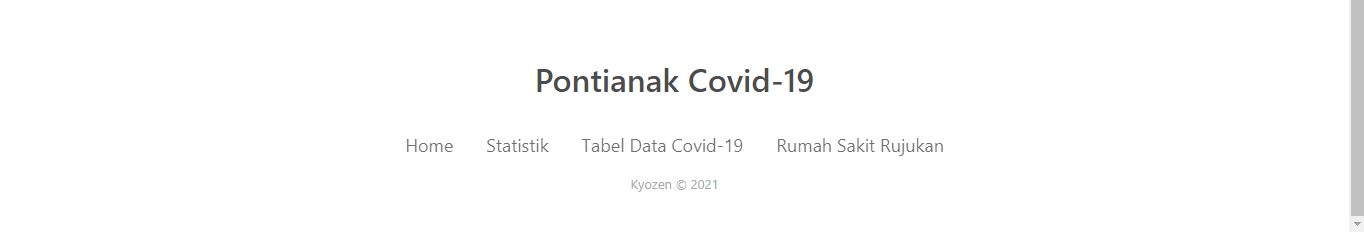 Pontianak Covid-19
Home Statistik Tabel Data Covid-19 Rumah Sakit Rujukan
Kyozen © 2021